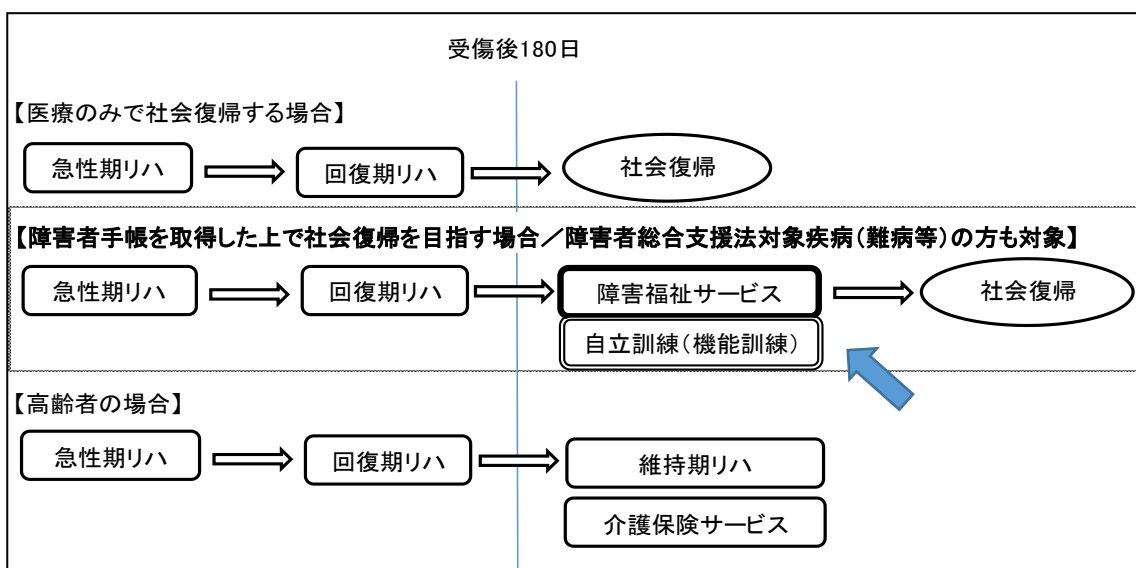 受傷後180日
【医療のみで社会復帰する場合】
急性期リハ
回復期リハ
社会復帰
【障害者手帳を取得した上で社会復帰を目指す場合／障害者総合支援法対象疾病（難病等）の方も対象】
急性期リハ
回復期リハ
障害福祉サービス
社会復帰
自立訓練（機能訓練）
【高齢者の場合】
急性期リハ
回復期リハ
維持期リハ
介護保険サービス